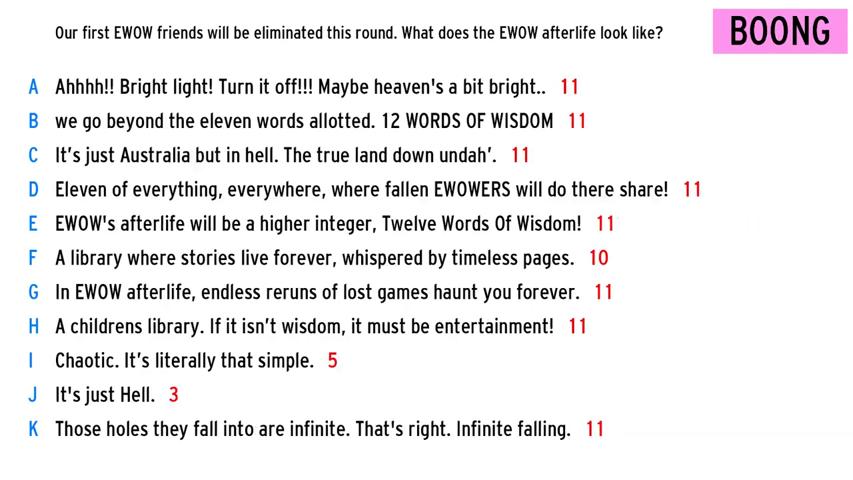 Our first EWOW friends will be eliminated this round. What does the EWOW afterlife look like?
BOONG
A Ahhhh!! Bright light! Turn it off!!! Maybe heaven's a bit bright.. 11
B we go beyond the eleven words allotted. 12 WORDS OF WISDOM 11
C It’s just Australia but in hell. The true land down undah’. 11
D Eleven of everything, everywhere, where fallen EWOWERS will do there share! 11
E EWOW's afterlife will be a higher integer, Twelve Words Of Wisdom! 11
F A library where stories live forever, whispered by timeless pages. 10
G In EWOW afterlife, endless reruns of lost games haunt you forever. 11
H A childrens library. If it isn’t wisdom, it must be entertainment! 11
I Chaotic. It’s literally that simple. 5
J It's just Hell. 3
K Those holes they fall into are infinite. That's right. Infinite falling. 11